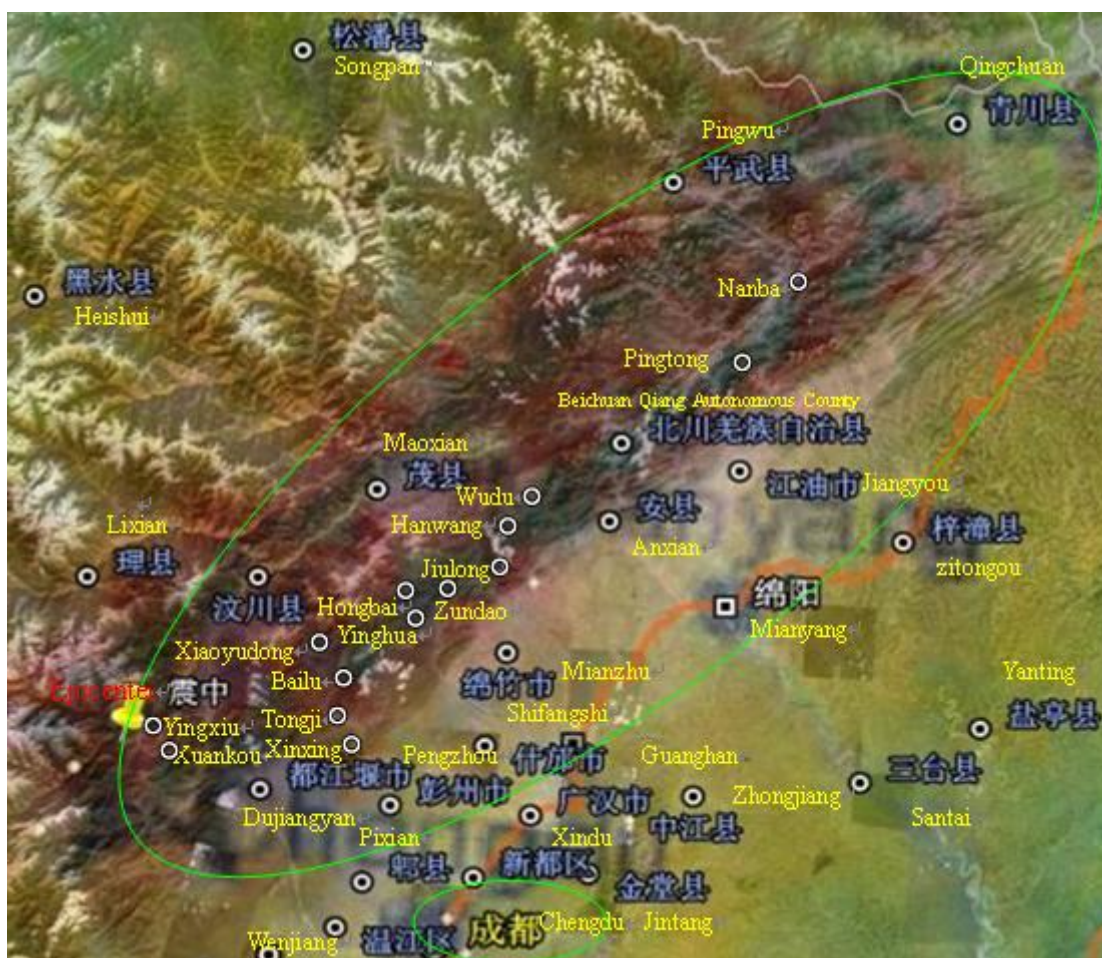 松潘县
Songpan
Qingchuan
青川县
Pingwu
平武县
黑水县
Heishui
Nanba
Pingtong
Beichuan Qiang Autonomous County
北川羌族自治县
Maoxian
茂县
Wudu
江油市
Jiangyou
Hanwang
安县
Anxian
梓潼县
zitongou
Lixian
理县
Jiulong
汶川县
Hongbai
Zundao
绵阳
Mianyang
Yinghua
Xiaoyudong
Bailu
绵竹市
Mianzhu
Yanting
盐亭县
Epicenter
震中
Yingxiu
Tongji
Shifangshi
Xuankou
Xinxing
Pengzhou
什邡市
Guanghan
都江堰市
彭州市
广汉市
Zhongjiang
三台县
Dujiangyan
Pixian
Xindu
中江县
Santai
郫县
新都区
金堂县
Wenjiang
温江区
成都
Chengdu
Jintang